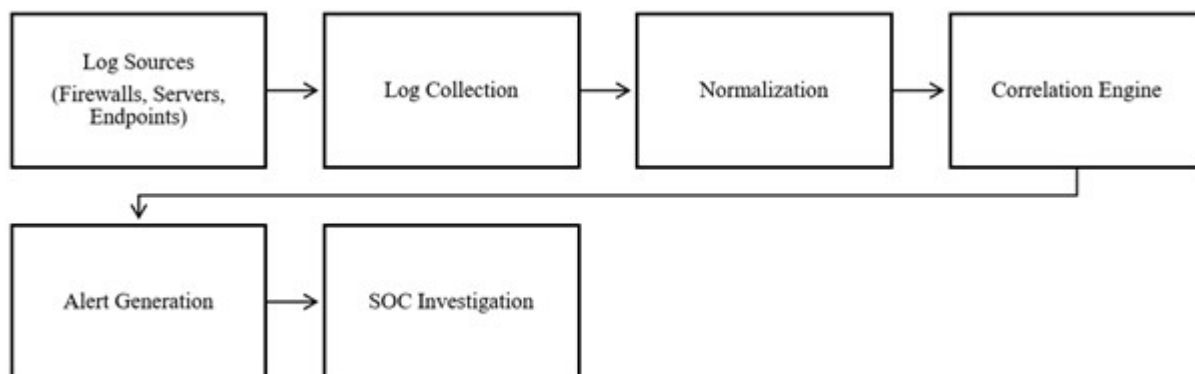 Log Sources
(Firewalls, Servers,
Endpoints)
Log Collection
Normalization
Correlation Engine
Alert Generation
SOC Investigation